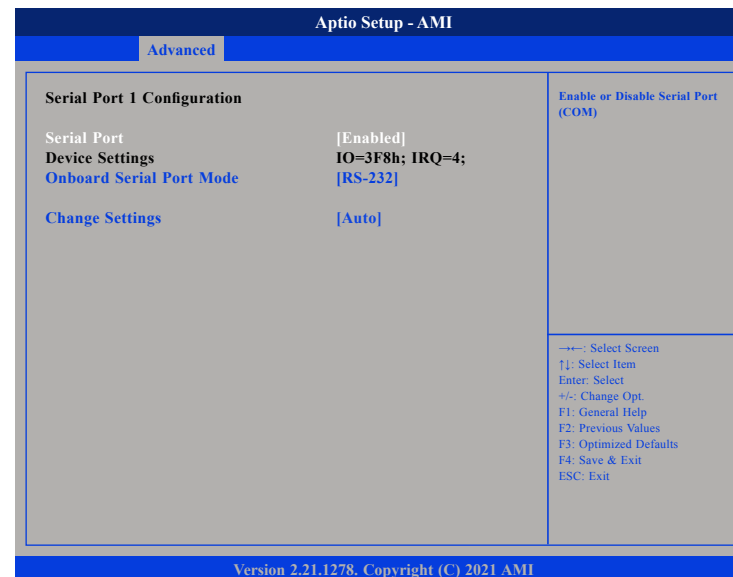 Aptio Setup - AMI
Advanced
Serial Port 1 Configuration
Serial Port [Enabled]
Device Settings IO=3F8h; IRQ=4;
Onboard Serial Port Mode [RS-232]
Change Settings [Auto]
Enable or Disable Serial Port
(COM)
→←: Select Screen
↑↓: Select Item
Enter: Select
+/-: Change Opt.
F1: General Help
F2: Previous Values
F3: Optimized Defaults
F4: Save & Exit
ESC: Exit
Version 2.21.1278. Copyright (C) 2021 AMI